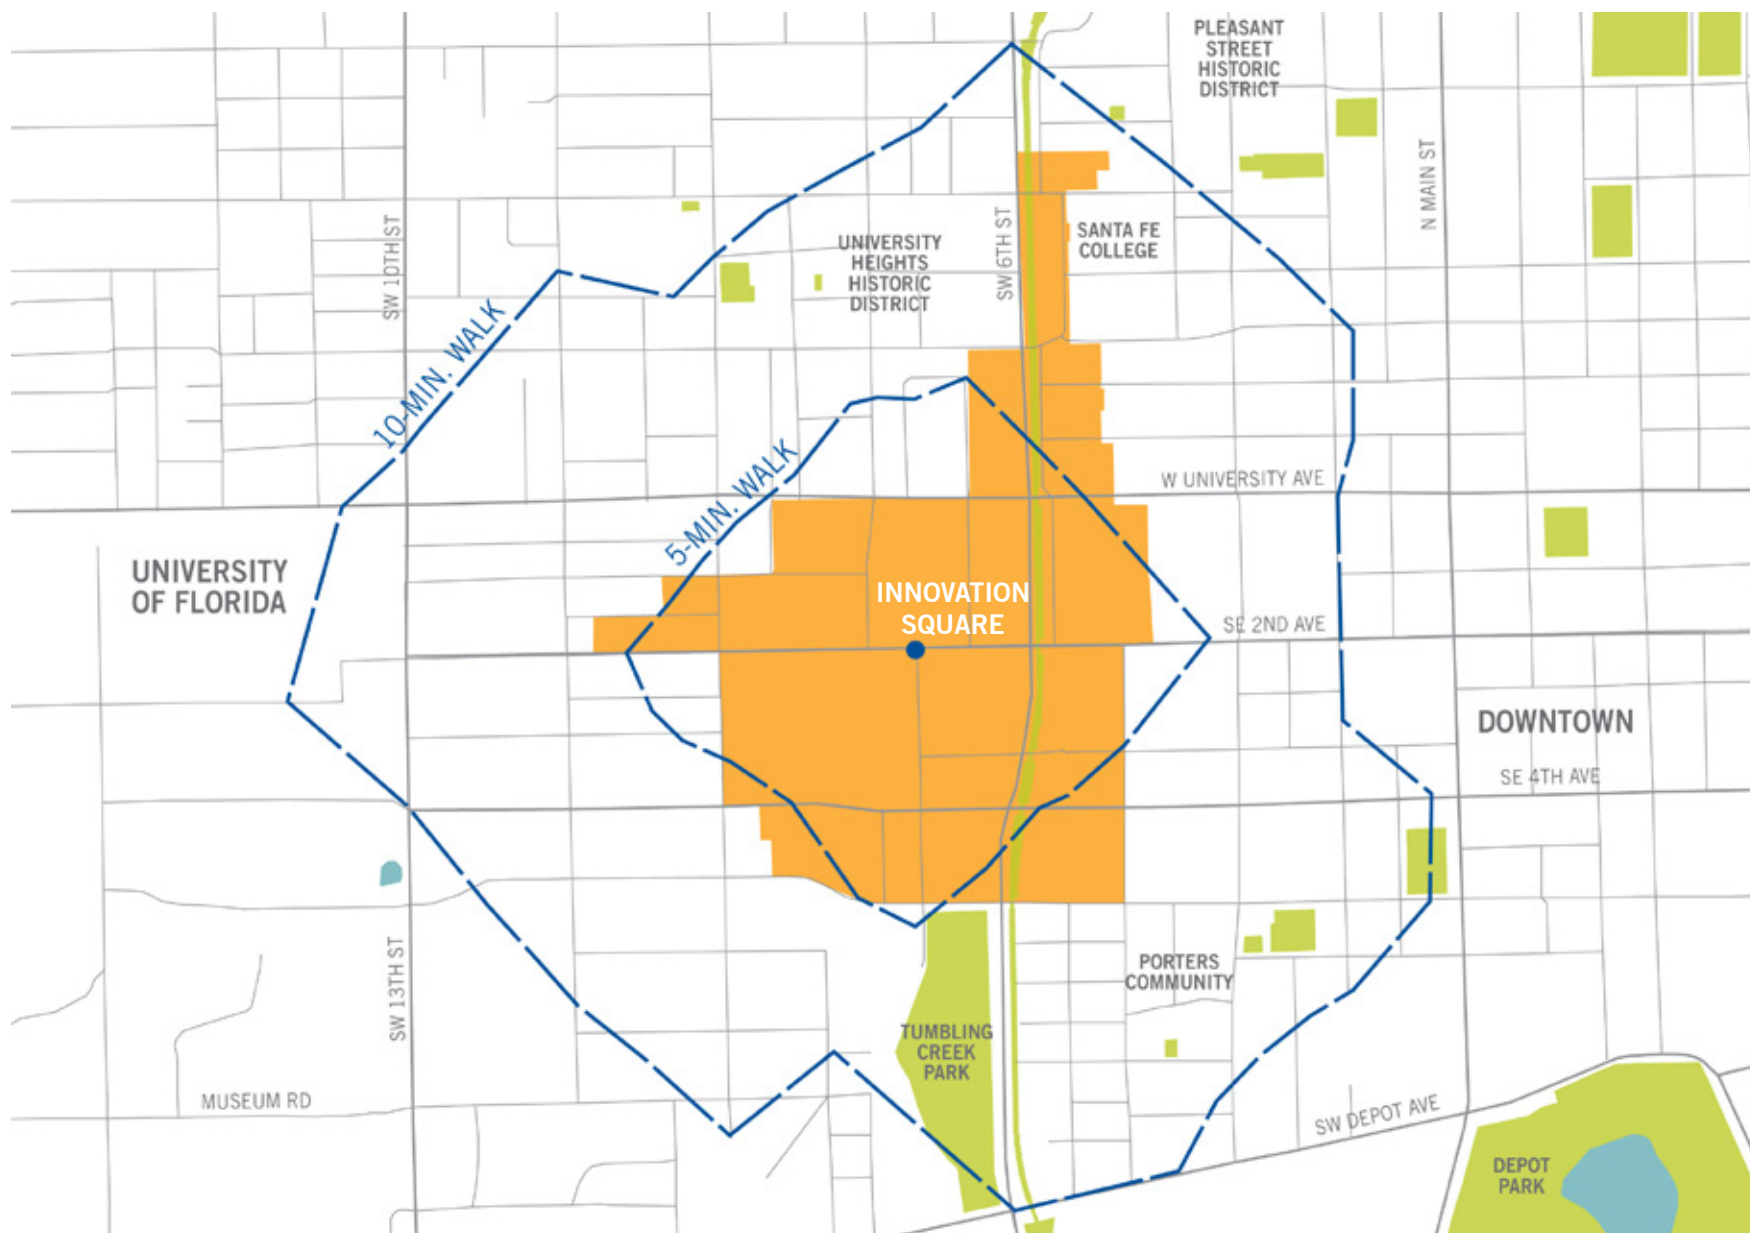 PLEASANT
STREET
HISTORIC
DISTRICT
N MAIN ST
SW 10TH ST
UNIVERSITY
HEIGHTS
HISTORIC
DISTRICT
SW 6TH ST
SANTA FE
COLLEGE
10-MIN. WALK
5-MIN. WALK
W UNIVERSITY AVE
UNIVERSITY
OF FLORIDA
INNOVATION
SQUARE
SE 2ND AVE
DOWNTOWN
SE 4TH AVE
SW 13TH ST
PORTERS
COMMUNITY
TUMBLING
CREEK
PARK
MUSEUM RD
SW DEPOT AVE
DEPOT
PARK